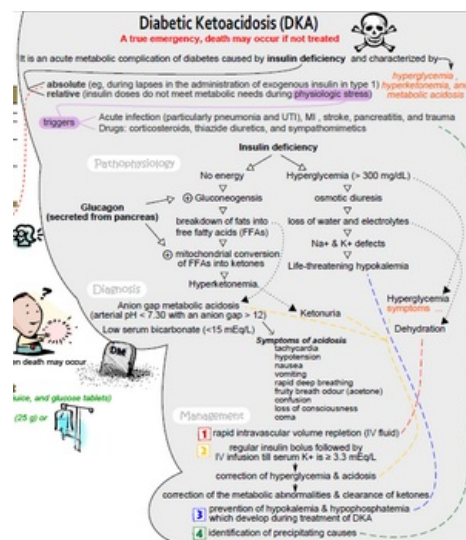 Diabetic Ketoacidosis (DKA)
A true emergency, death may occur if not treated
It is an acute metabolic complication of diabetes caused by insulin deficiency and characterized by
absolute (eg, during lapses in the administration of exogenous insulin in type 1)
relative (insulin doses do not meet metabolic needs during physiologic stress)
hyperglycemia,
hyperketonemia, and
metabolic acidosis
triggers
Acute infection (particularly pneumonia and UTI), MI , stroke, pancreatitis, and trauma
Drugs: corticosteroids, thiazide diuretics, and sympathomimetics
Insulin deficiency
Pathophysiology
No energy
Hyperglycemia (> 300 mg/dL)
Glucagon
(secreted from pancreas)
Gluconeogensis
osmotic diuresis
breakdown of fats into
free fatty acids (FFAs)
loss of water and electrolytes
mitochondrial conversion
of FFAs into ketones
Na+ & K+ defects
Hyperketonemia
Life-threatening hypokalemia
Diagnosis
Anion gap metabolic acidosis
(arterial pH < 7.30 with an anion gap > 12)
Ketonuria
Hyperglycemia
symptoms
Low serum bicarbonate (<15 mEq/L)
Dehydration
Symptoms of acidosis
tachycardia
hypotension
nausea
vomiting
rapid deep breathing
fruity breath odour (acetone)
confusion
loss of consciousness
coma
DM
en death may occur
juice, and glucose tablets)
(25 g) or
Management
1 rapid intravascular volume repletion (IV fluid)
2 regular insulin bolus followed by
IV infusion till serum K+ is ≥ 3.3 mEq/L
correction of hyperglycemia & acidosis
correction of the metabolic abnormalities & clearance of ketones
3 prevention of hypokalemia & hypophosphatemia
which develop during treatment of DKA
4 identification of precipitating causes